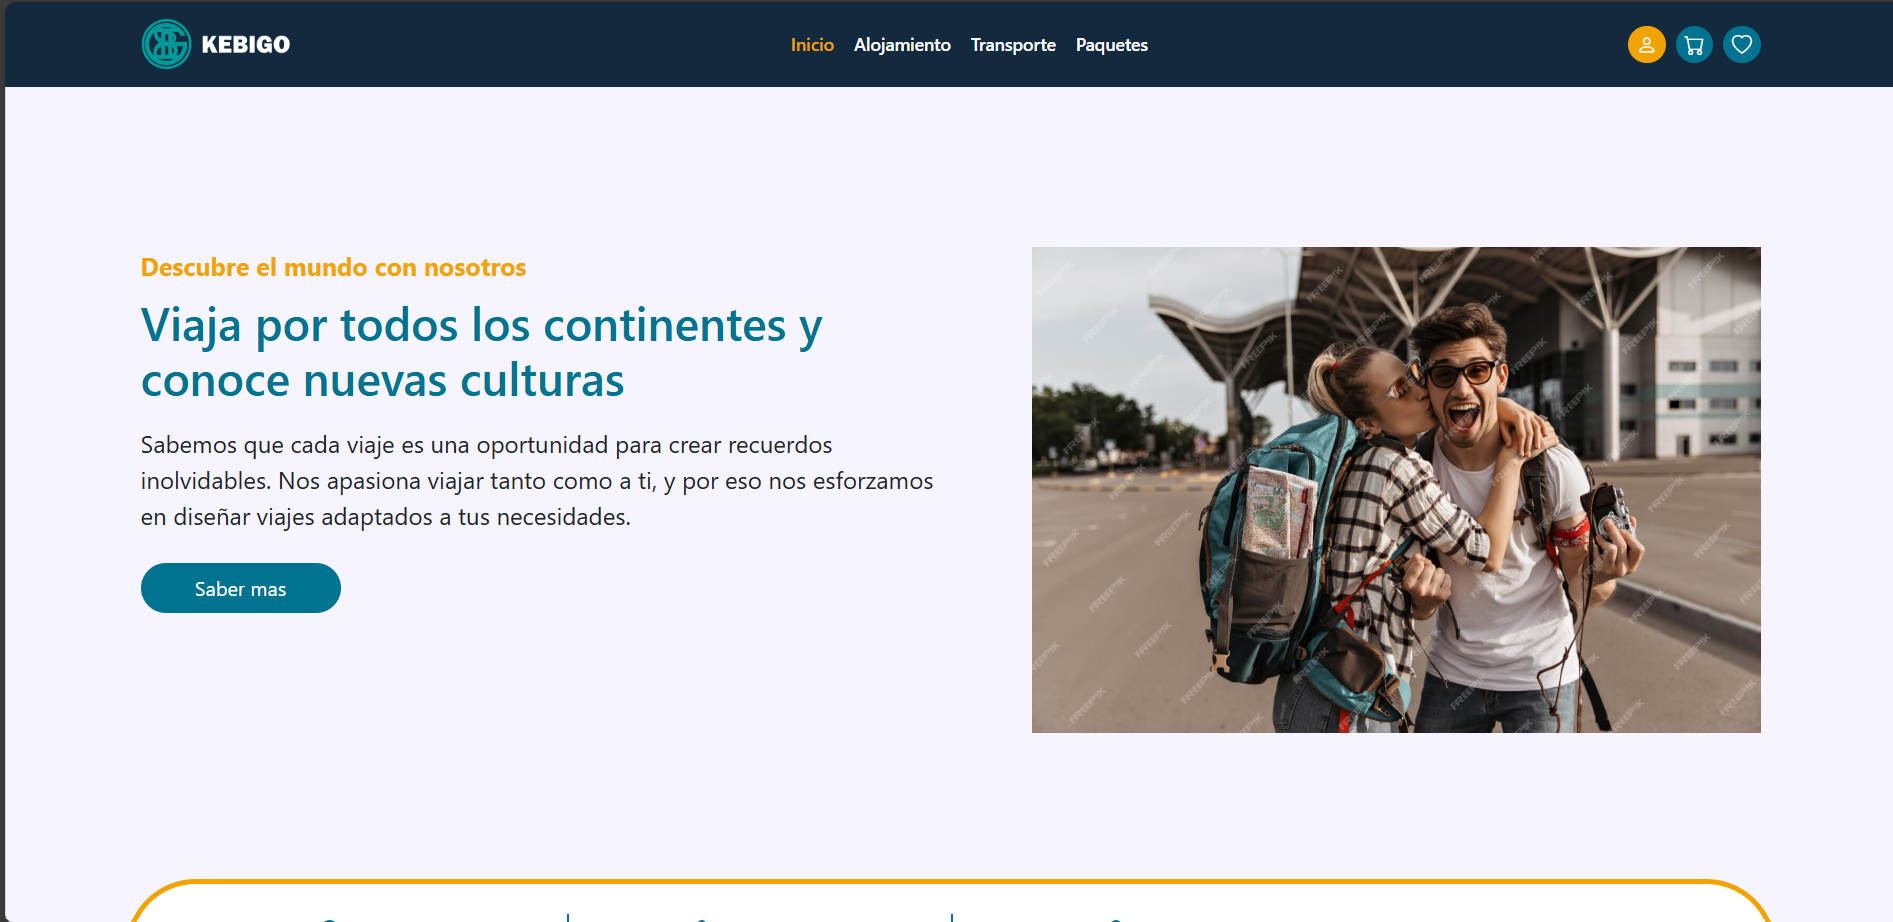 KEBIGO
Inicio Alojamiento Transporte Paquetes
Descubre el mundo con nosotros
Viaja por todos los continentes y
conoce nuevas culturas
Sabemos que cada viaje es una oportunidad para crear recuerdos
inolvidables. Nos apasiona viajar tanto como a ti, y por eso nos esforzamos
en diseñar viajes adaptados a tus necesidades.
Saber mas
FREEPIK